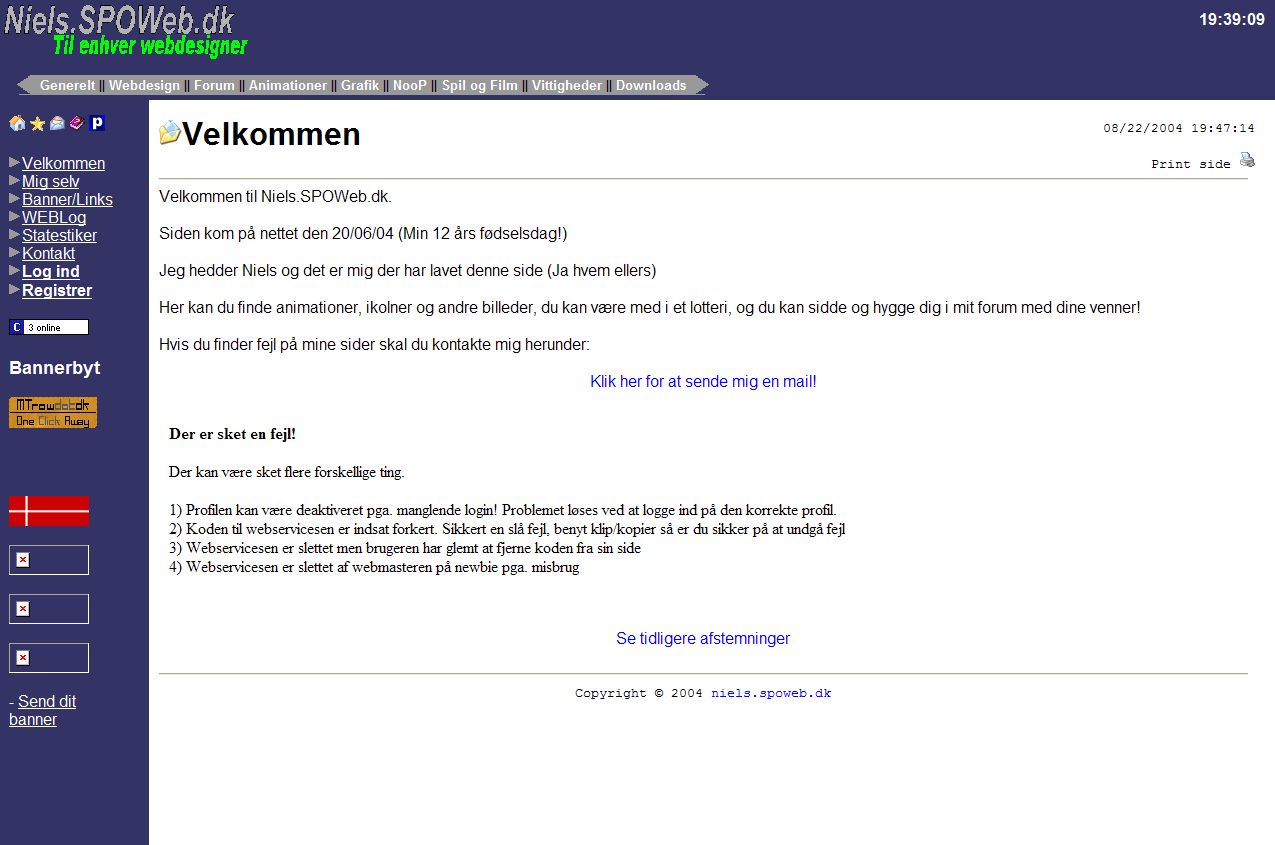 Niels.SPOWeb.dk
Til enhver webdesigner
19:39:09
Generelt || Webdesign || Forum || Animationer || Grafik || NooP || Spil og Film || Vittigheder || Downloads
P
Velkommen
Mig selv
Banner/Links
WEBLog
Statestiker
Kontakt
Log ind
Registrer
C 3 online
Bannerbyt
MTrowdotdk
One Click Away
- Send dit
banner
Velkommen
08/22/2004 19:47:14
Print side
Velkommen til Niels.SPOWeb.dk.
Siden kom på nettet den 20/06/04 (Min 12 års fødselsdag!)
Jeg hedder Niels og det er mig der har lavet denne side (Ja hvem ellers)
Her kan du finde animationer, ikolner og andre billeder, du kan være med i et lotteri, og du kan sidde og hygge dig i mit forum med dine venner!
Hvis du finder fejl på mine sider skal du kontakte mig herunder:
Klik her for at sende mig en mail!
Der er sket en fejl!
Der kan være sket flere forskellige ting.
1) Profilen kan være deaktiveret pga. manglende login! Problemet løses ved at logge ind på den korrekte profil.
2) Koden til webservicesen er indsat forkert. Sikkert en slå fejl, benyt klip/kopier så er du sikker på at undgå fejl
3) Webservicesen er slettet men brugeren har glemt at fjerne koden fra sin side
4) Webservicesen er slettet af webmasteren på newbie pga. misbrug
Se tidligere afstemninger
Copyright © 2004 niels.spoweb.dk